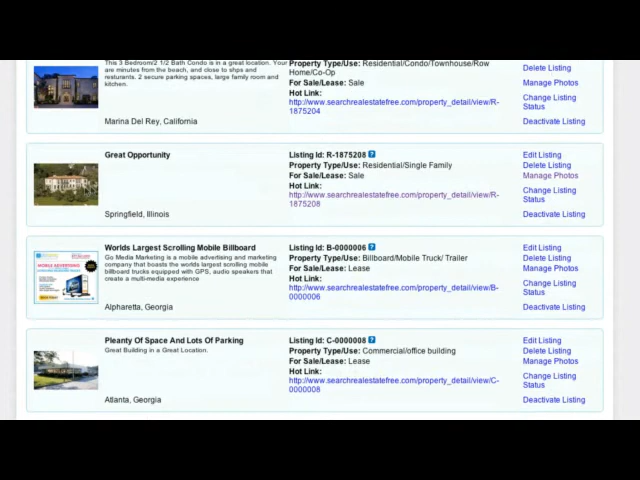 This 3 Bedroom/2 1/2 Bath Condo is in a great location. Your
are minutes from the beach, and close to shps and
resturants. 2 secure parking spaces, large family room and
kitchen.
Marina Del Rey, California
Property Type/Use: Residential/Condo/Townhouse/Row
Home/Co-Op
For Sale/Lease: Sale
Hot Link:
http://www.searchrealestatefree.com/property_detail/view/R-
1875204
Delete Listing
Manage Photos
Change Listing
Status
Deactivate Listing
Great Opportunity
Springfield, Illinois
Listing Id: R-1875208 ?
Property Type/Use: Residential/Single Family
For Sale/Lease: Sale
Hot Link:
http://www.searchrealestatefree.com/property_detail/view/R-
1875208
Edit Listing
Delete Listing
Manage Photos
Change Listing
Status
Deactivate Listing
Worlds Largest Scrolling Mobile Billboard
Go Media Marketing is a mobile advertising and marketing
company that boasts the worlds largest scrolling mobile
billboard trucks equipped with GPS, audio speakers that
create a multi-media experience
MOBILE ADVERTISING
Alpharetta, Georgia
Listing Id: B-0000006 ?
Property Type/Use: Billboard/Mobile Truck/ Trailer
For Sale/Lease: Lease
Hot Link:
http://www.searchrealestatefree.com/property_detail/view/B-
0000006
Edit Listing
Delete Listing
Manage Photos
Change Listing
Status
Deactivate Listing
Pleanty Of Space And Lots Of Parking
Great Building in a Great Location.
Atlanta, Georgia
Listing Id: C-0000008 ?
Property Type/Use: Commercial/office building
For Sale/Lease: Lease
Hot Link:
http://www.searchrealestatefree.com/property_detail/view/C-
0000008
Edit Listing
Delete Listing
Manage Photos
Change Listing
Status
Deactivate Listing